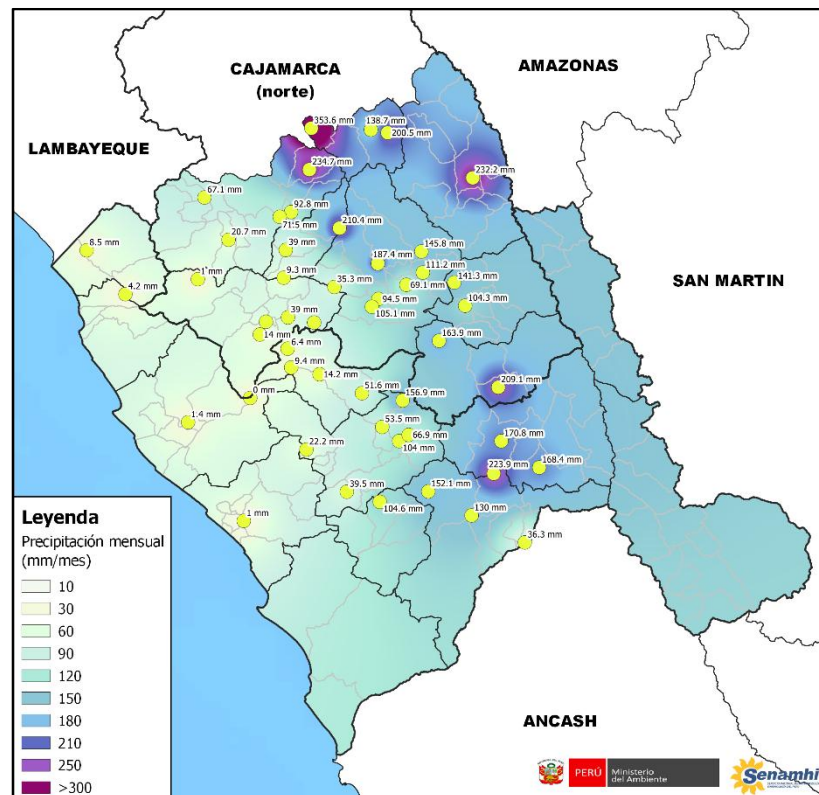 CAJAMARCA
(norte)
AMAZONAS
LAMBAYEQUE
SAN MARTIN
ANCASH
353.6 mm
138.7 mm
200.5 mm
234.7 mm
232.2 mm
67.1 mm
92.8 mm
71.5 mm
210.4 mm
20.7 mm
39 mm
145.8 mm
8.5 mm
187.4 mm
111.2 mm
1 mm
9.3 mm
69.1 mm
141.3 mm
4.2 mm
35.3 mm
94.5 mm
104.3 mm
105.1 mm
39 mm
14 mm
163.9 mm
6.4 mm
9.4 mm
14.2 mm
209.1 mm
51.6 mm
156.9 mm
0 mm
1.4 mm
53.5 mm
66.9 mm
104 mm
170.8 mm
22.2 mm
168.4 mm
223.9 mm
39.5 mm
152.1 mm
104.6 mm
130 mm
1 mm
36.3 mm
Leyenda
Precipitación mensual
(mm/mes)
10
30
60
90
120
150
180
210
250
>300
PERÚ
Ministerio
del Ambiente
Senamhi